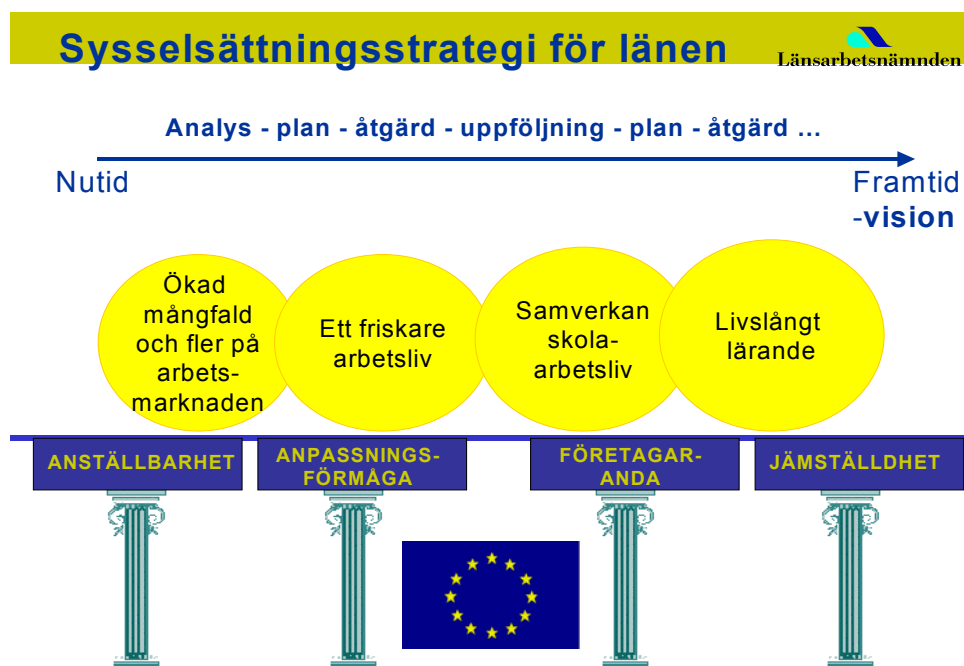 Sysselsättningsstrategi för länen
Länsarbetsnämnden
Analys - plan - åtgärd - uppföljning - plan - åtgärd ...
Nutid
Framtid
-vision
Ökad
mångfald
och fler på
arbets-
marknaden
Ett friskare
arbetsliv
Samverkan
skola-
arbetsliv
Livslångt
lärande
ANSTÄLLBARHET
ANPASSNINGS-
FÖRMÅGA
FÖRETAGAR-
ANDA
JÄMSTÄLLDHET